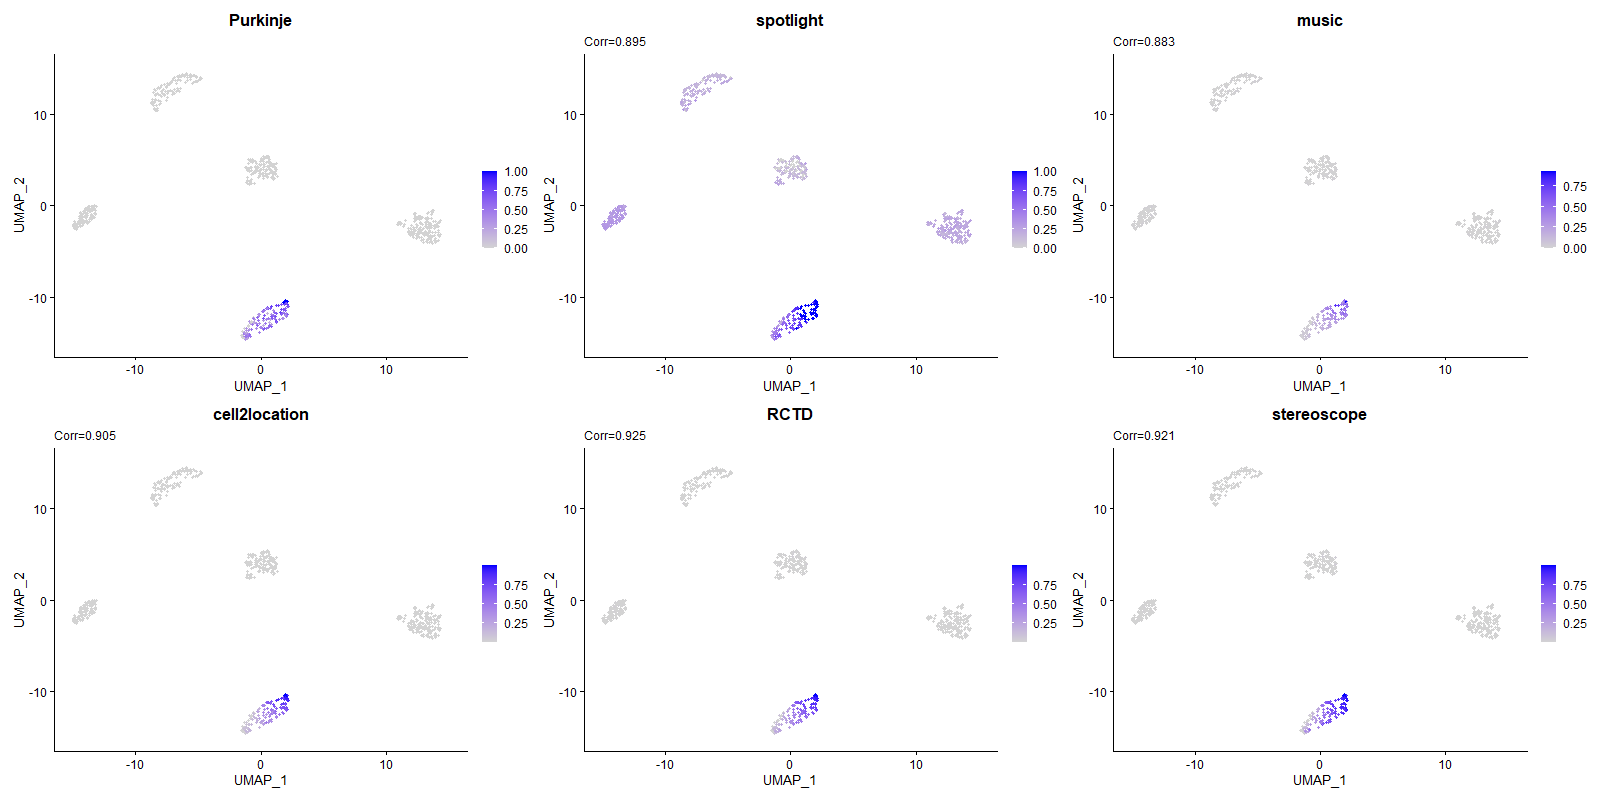 Purkinje
UMAP_2
10
0
-10
-10
0
10
UMAP_1
1.00
0.75
0.50
0.25
0.00
spotlight
Corr=0.895
UMAP_2
10
0
-10
-10
0
10
UMAP_1
1.00
0.75
0.50
0.25
0.00
music
Corr=0.883
UMAP_2
10
0
-10
-10
0
10
UMAP_1
0.75
0.50
0.25
0.00
cell2location
Corr=0.905
UMAP_2
10
0
-10
-10
0
10
UMAP_1
0.75
0.50
0.25
RCTD
Corr=0.925
UMAP_2
10
0
-10
-10
0
10
UMAP_1
0.75
0.50
0.25
stereoscope
Corr=0.921
UMAP_2
10
0
-10
-10
0
10
UMAP_1
0.75
0.50
0.25